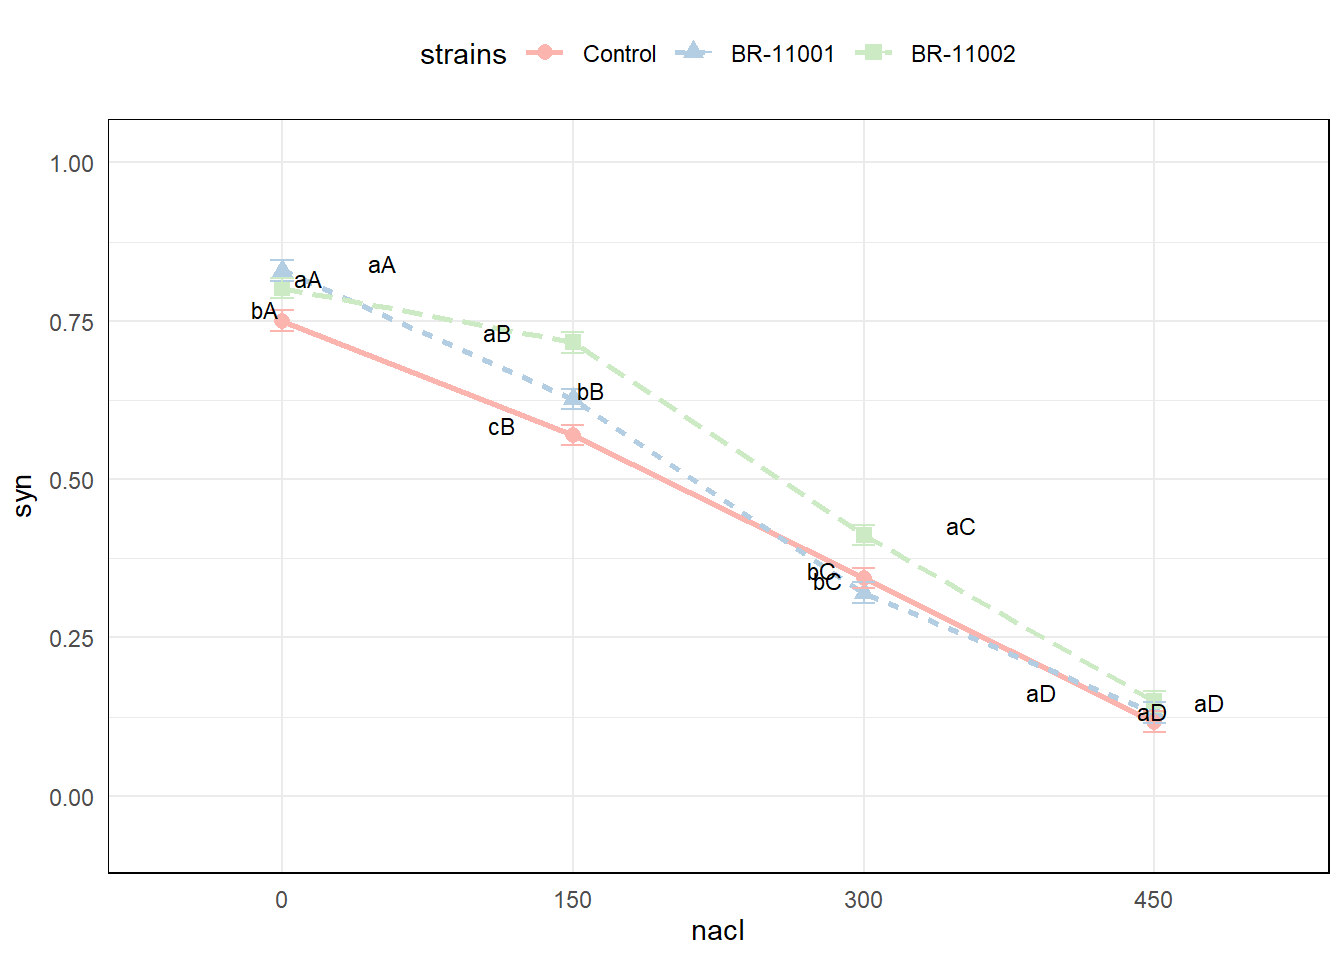 strains Control BR-11001 BR-11002
1.00
aA
aA
bA
0.75
aB
bB
cB
0.50
syn
aC
bC
bC
0.25
aD
aD
aD
0.00
0 150 300 450
nacl